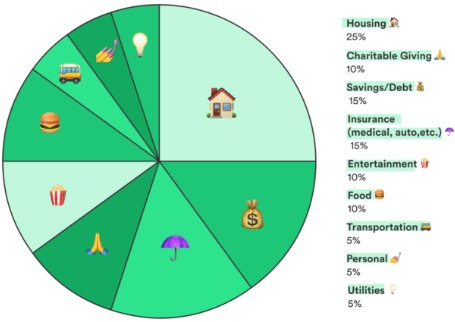 Housing 🏠
25%
Charitable Giving 🙏
10%
Savings/Debt 💰
15%
Insurance
(medical, auto,etc.) ☂️
15%
Entertainment 🍿
10%
Food 🍔
10%
Transportation 🚌
5%
Personal 💅
5%
Utilities 💡
5%